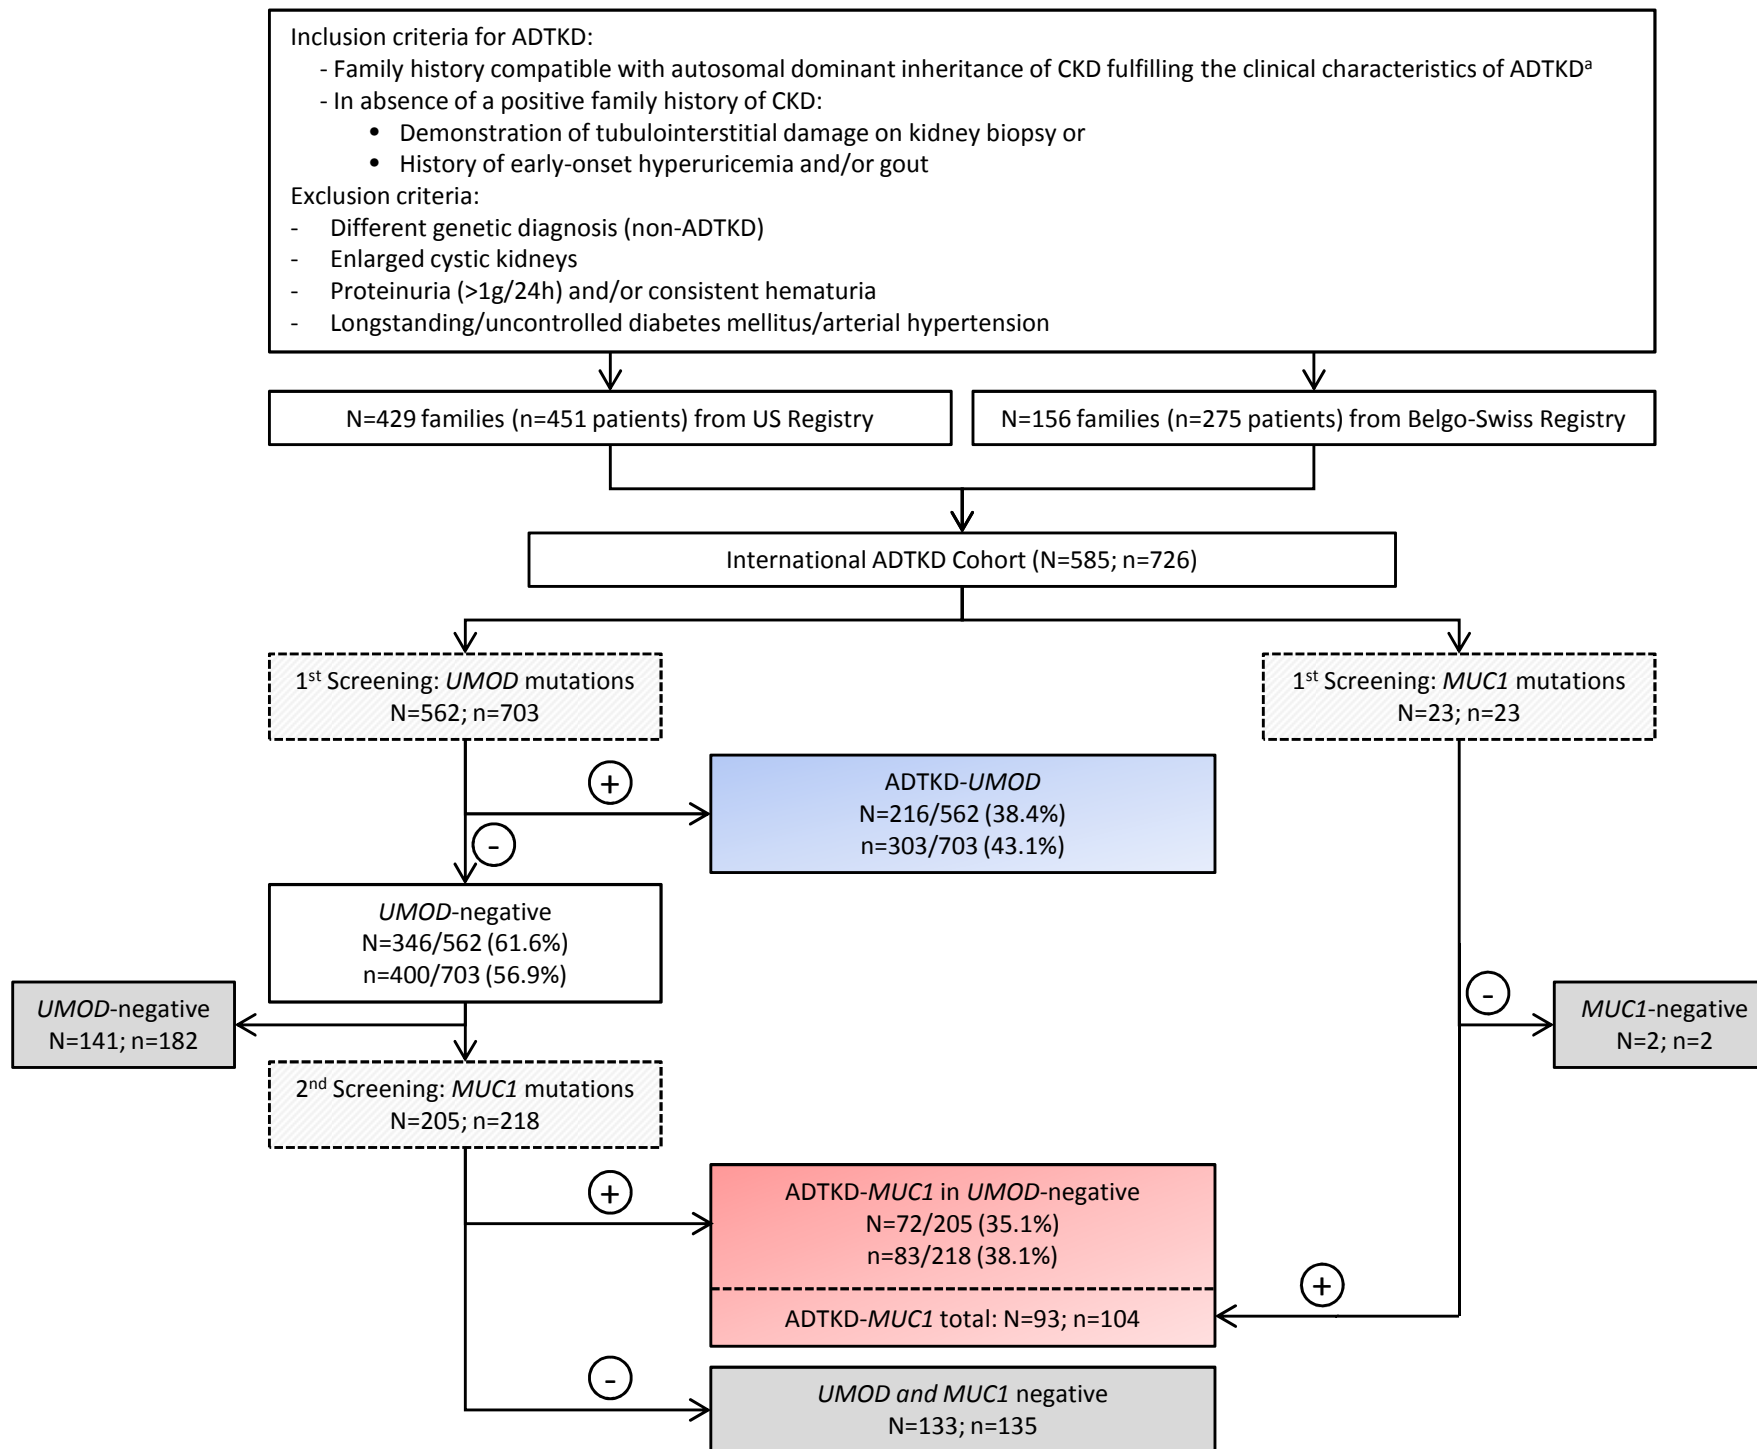 Inclusion criteria for ADTKD:
- Family history compatible with autosomal dominant inheritance of CKD fulfilling the clinical characteristics of ADTKDᵃ
- In absence of a positive family history of CKD:
• Demonstration of tubulointerstitial damage on kidney biopsy or
• History of early-onset hyperuricemia and/or gout
Exclusion criteria:
- Different genetic diagnosis (non-ADTKD)
- Enlarged cystic kidneys
- Proteinuria (>1g/24h) and/or consistent hematuria
- Longstanding/uncontrolled diabetes mellitus/arterial hypertension
N=429 families (n=451 patients) from US Registry
N=156 families (n=275 patients) from Belgo-Swiss Registry
International ADTKD Cohort (N=585; n=726)
1st Screening: UMOD mutations
N=562; n=703
1st Screening: MUC1 mutations
N=23; n=23
+
ADTKD-UMOD
N=216/562 (38.4%)
n=303/703 (43.1%)
-
UMOD-negative
N=346/562 (61.6%)
n=400/703 (56.9%)
UMOD-negative
N=141; n=182
-
MUC1-negative
N=2; n=2
2nd Screening: MUC1 mutations
N=205; n=218
+
ADTKD-MUC1 in UMOD-negative
N=72/205 (35.1%)
n=83/218 (38.1%)
+
ADTKD-MUC1 total: N=93; n=104
-
UMOD and MUC1 negative
N=133; n=135